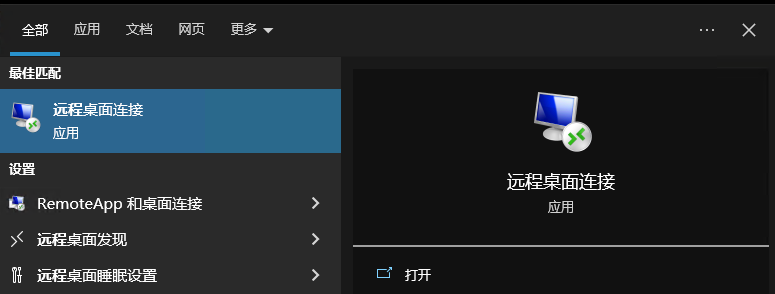 全部 应用 文档 网页 更多
最佳匹配
远程桌面连接
应用
设置
RemoteApp 和桌面连接
远程桌面发现
远程桌面睡眠设置
远程桌面连接
应用
打开